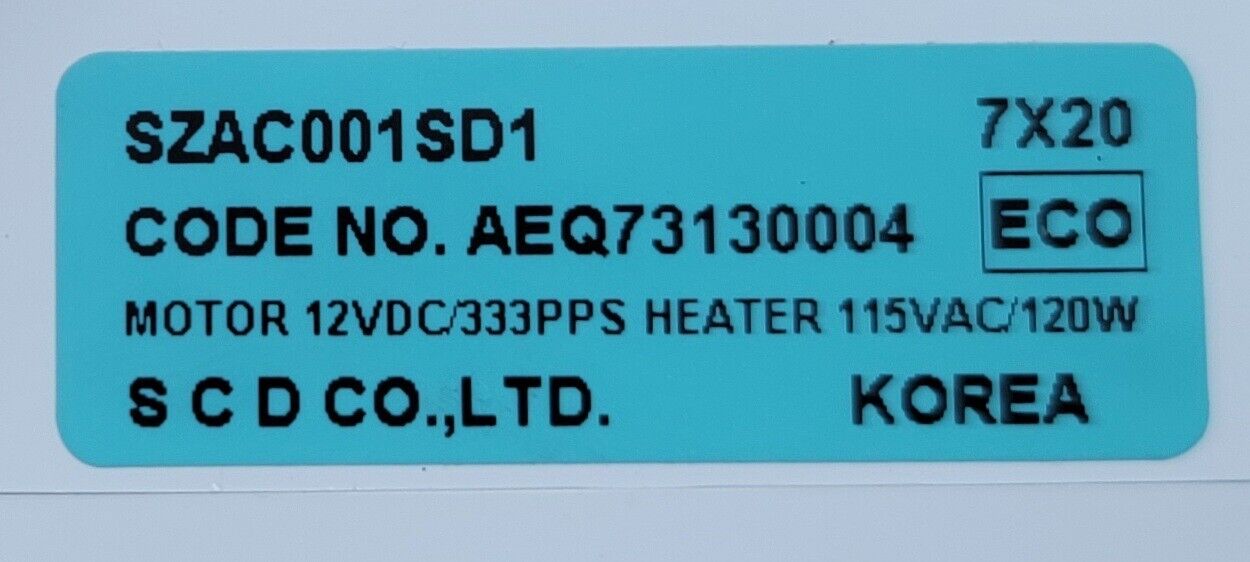 SZAC001SD1 7X20
CODE NO. AEQ73130004 ECO
MOTOR 12VDC/333PPS HEATER 115VAC/120W
S C D CO.,LTD. KOREA